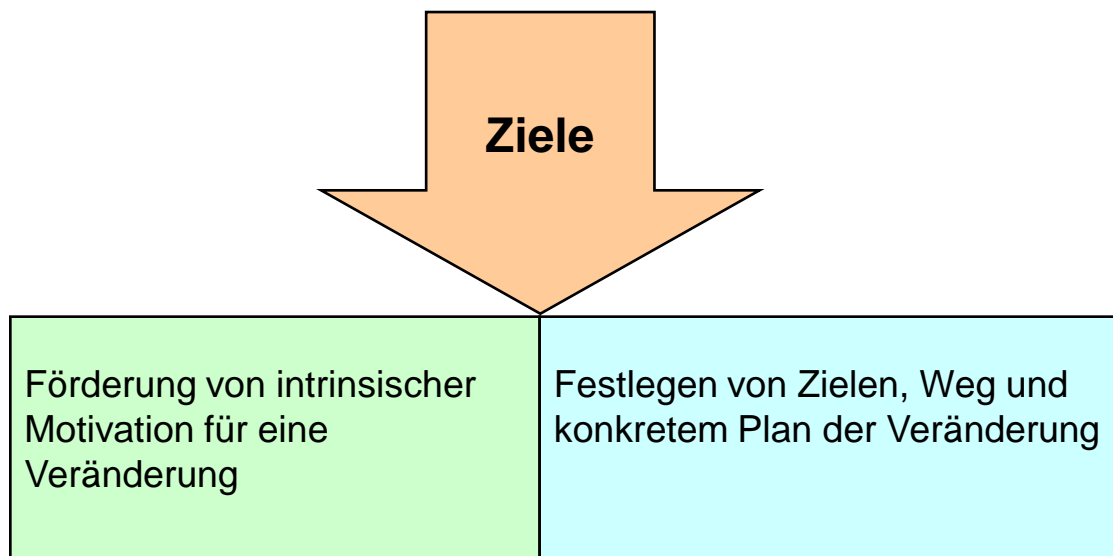 Ziele
Förderung von intrinsischer
Motivation für eine
Veränderung
Festlegen von Zielen, Weg und
konkretem Plan der Veränderung